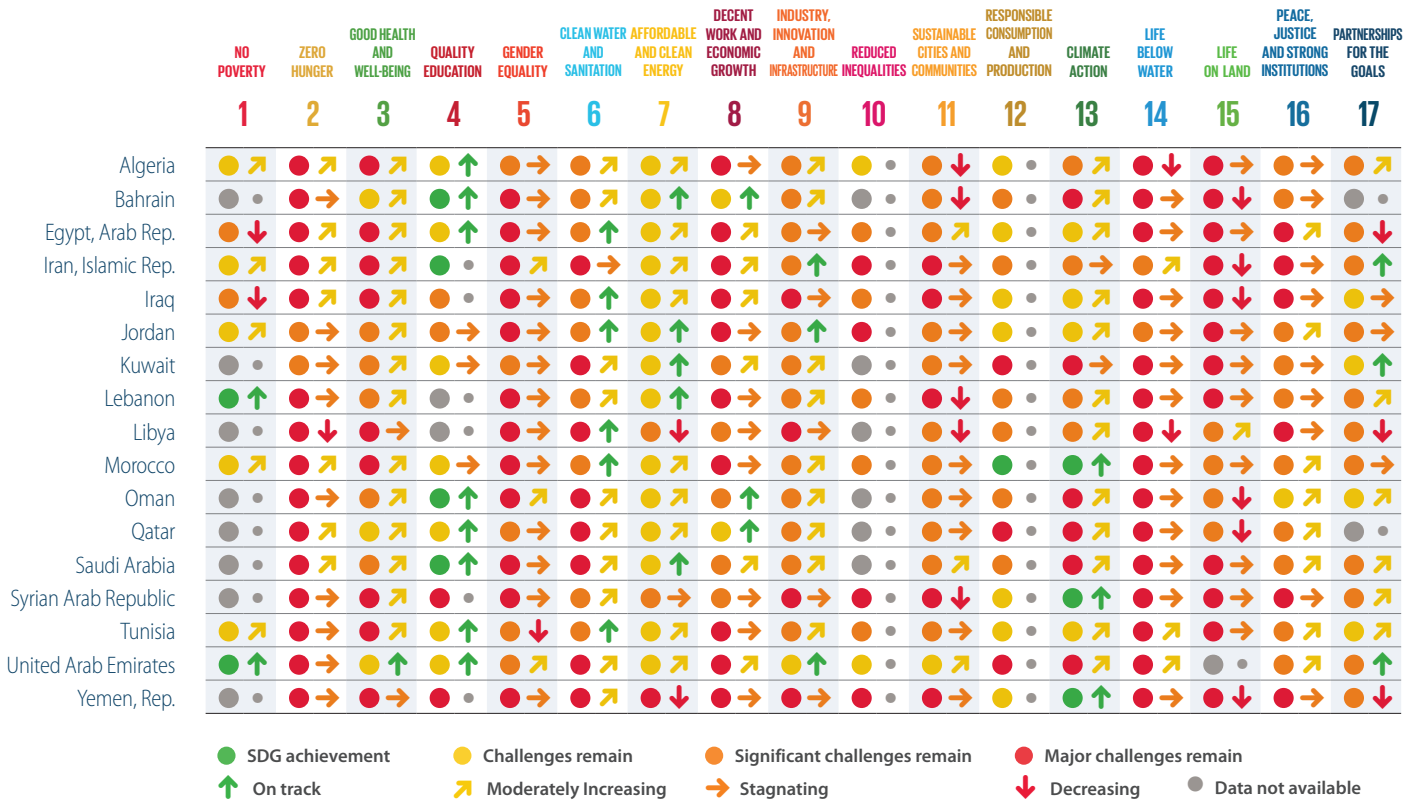 NO
POVERTY
ZERO
HUNGER
GOOD HEALTH
AND
WELL-BEING
QUALITY
EDUCATION
GENDER
EQUALITY
CLEAN WATER
AND
SANITATION
AFFORDABLE
AND CLEAN
ENERGY
DECENT
WORK AND
ECONOMIC
GROWTH
INDUSTRY,
INNOVATION
AND
INFRASTRUCTURE
REDUCED
INEQUALITIES
SUSTAINABLE
CITIES AND
COMMUNITIES
RESPONSIBLE
CONSUMPTION
AND
PRODUCTION
CLIMATE
ACTION
LIFE
BELOW
WATER
LIFE
ON LAND
PEACE,
JUSTICE
AND STRONG
INSTITUTIONS
PARTNERSHIPS
FOR THE
GOALS
1 2 3 4 5 6 7 8 9 10 11 12 13 14 15 16 17
Algeria
Bahrain
Egypt, Arab Rep.
Iran, Islamic Rep.
Iraq
Jordan
Kuwait
Lebanon
Libya
Morocco
Oman
Qatar
Saudi Arabia
Syrian Arab Republic
Tunisia
United Arab Emirates
Yemen, Rep.
SDG achievement Challenges remain Significant challenges remain Major challenges remain
On track Moderately Increasing Stagnating Decreasing Data not available